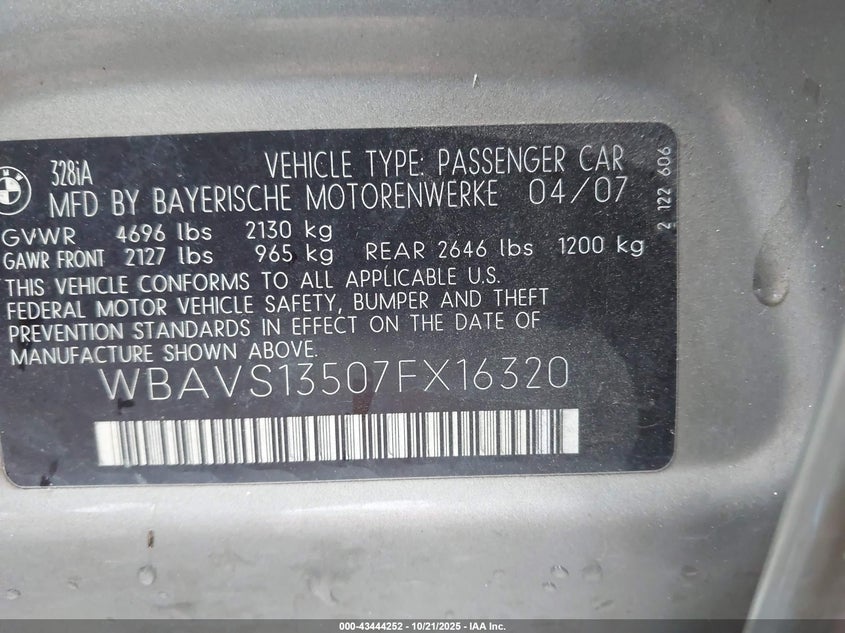 BMW
328iA
VEHICLE TYPE: PASSENGER CAR
MFD BY BAYERISCHE MOTORENWERKE 04/07
GVWR 4696 lbs 2130 kg
GAWR FRONT 2127 lbs 965 kg REAR 2646 lbs 1200 kg
THIS VEHICLE CONFORMS TO ALL APPLICABLE U.S.
FEDERAL MOTOR VEHICLE SAFETY, BUMPER AND THEFT
PREVENTION STANDARDS IN EFFECT ON THE DATE OF
MANUFACTURE SHOWN ABOVE.
WBAVS13507FX16320
2 122 606
000-43444252 - 10/21/2025 - IAA Inc.